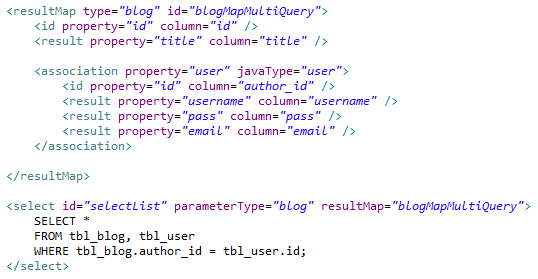 <resultMap type="blog" id="blogMapMultiQuery">
<id property="id" column="id" />
<result property="title" column="title" />
<association property="user" javaType="user">
<id property="id" column="author_id" />
<result property="username" column="username" />
<result property="pass" column="pass" />
<result property="email" column="email" />
</association>
</resultMap>
<select id="selectList" parameterType="blog" resultMap="blogMapMultiQuery">
SELECT *
FROM tbl_blog, tbl_user
WHERE tbl_blog.author_id = tbl_user.id;
</select>